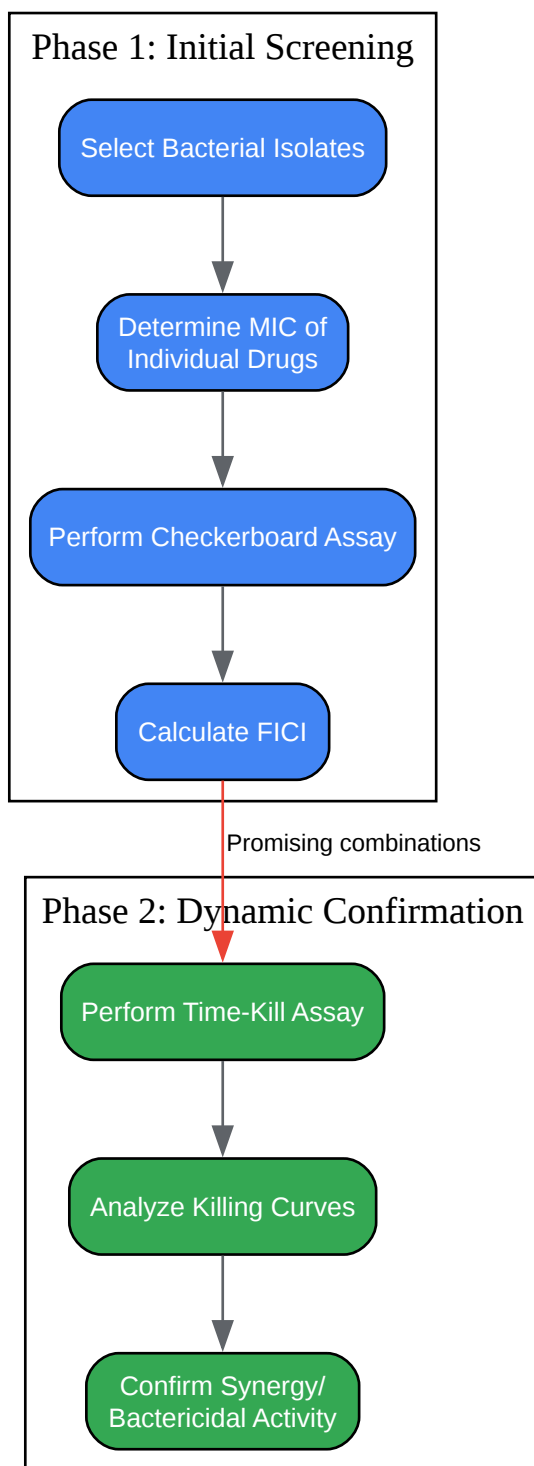 Phase 1: Initial Screening
Select Bacterial Isolates
Determine MIC of
Individual Drugs
Perform Checkerboard Assay
Calculate FICI
Promising combinations
Phase 2: Dynamic Confirmation
Perform Time-Kill Assay
Analyze Killing Curves
Confirm Synergy/
Bactericidal Activity